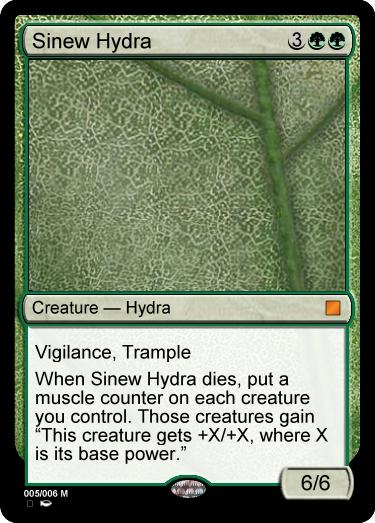 Sinew Hydra 3
Creature — Hydra
Vigilance, Trample
When Sinew Hydra dies, put a
muscle counter on each creature
you control. Those creatures gain
“This creature gets +X/+X, where X
is its base power.”
6/6
005/006 M